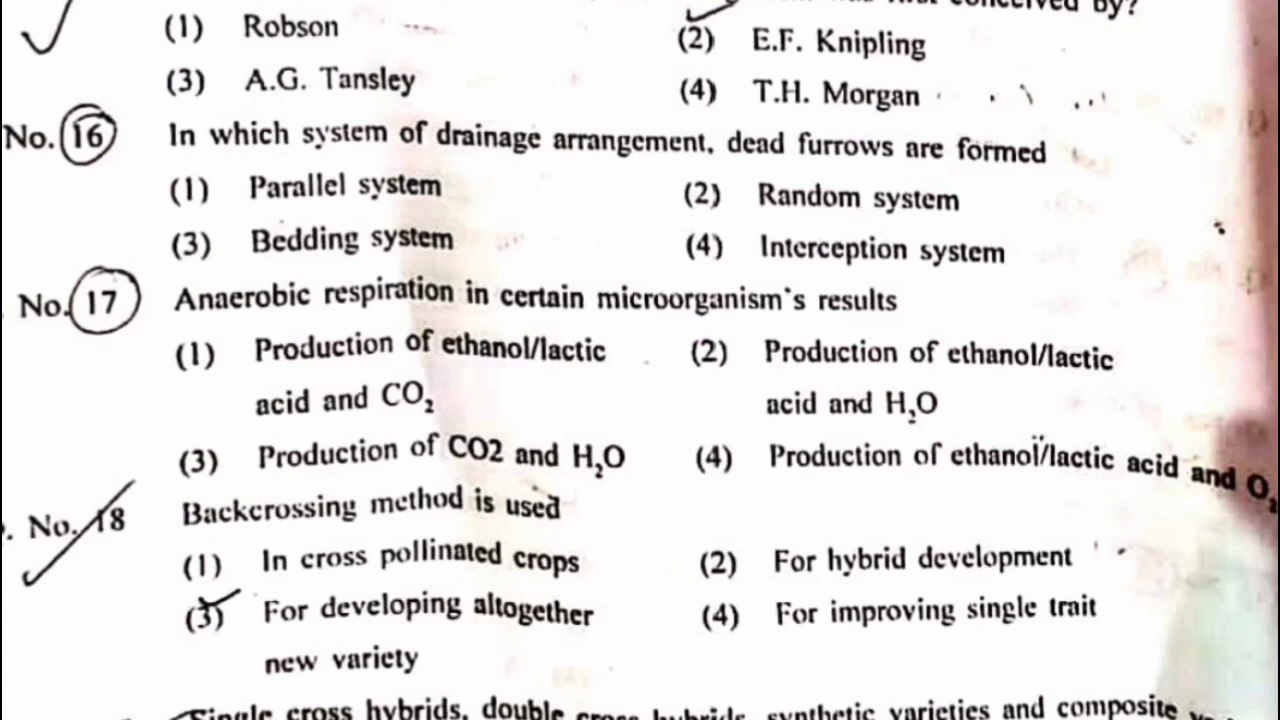 conceived by?
(1) Robson (2) E.F. Knipling
(3) A.G. Tansley (4) T.H. Morgan
No. 16 In which system of drainage arrangement, dead furrows are formed
(1) Parallel system (2) Random system
(3) Bedding system (4) Interception system
No. 17 Anaerobic respiration in certain microorganism's results
(1) Production of ethanol/lactic acid and CO₂ (2) Production of ethanol/lactic acid and H₂O
(3) Production of CO2 and H₂O (4) Production of ethanol/lactic acid and O₂
. No. 18 Backcrossing method is used
(1) In cross pollinated crops (2) For hybrid development
(3) For developing altogether new variety (4) For improving single trait
Single cross hybrids, double cross hybrids, synthetic varieties and composite